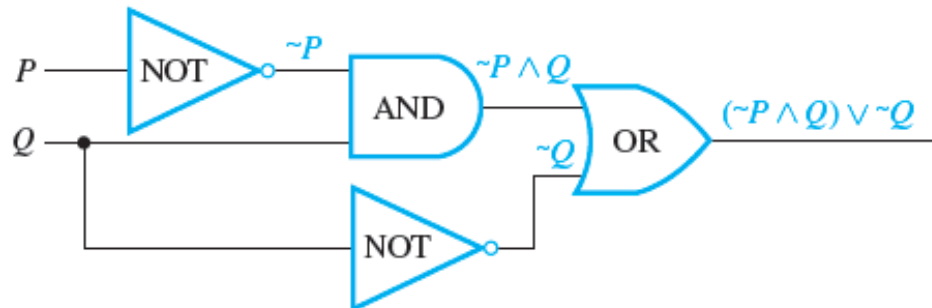 ~P
~P ∧ Q
(~P ∧ Q) ∨ ~Q
P
NOT
AND
OR
Q
~Q
NOT